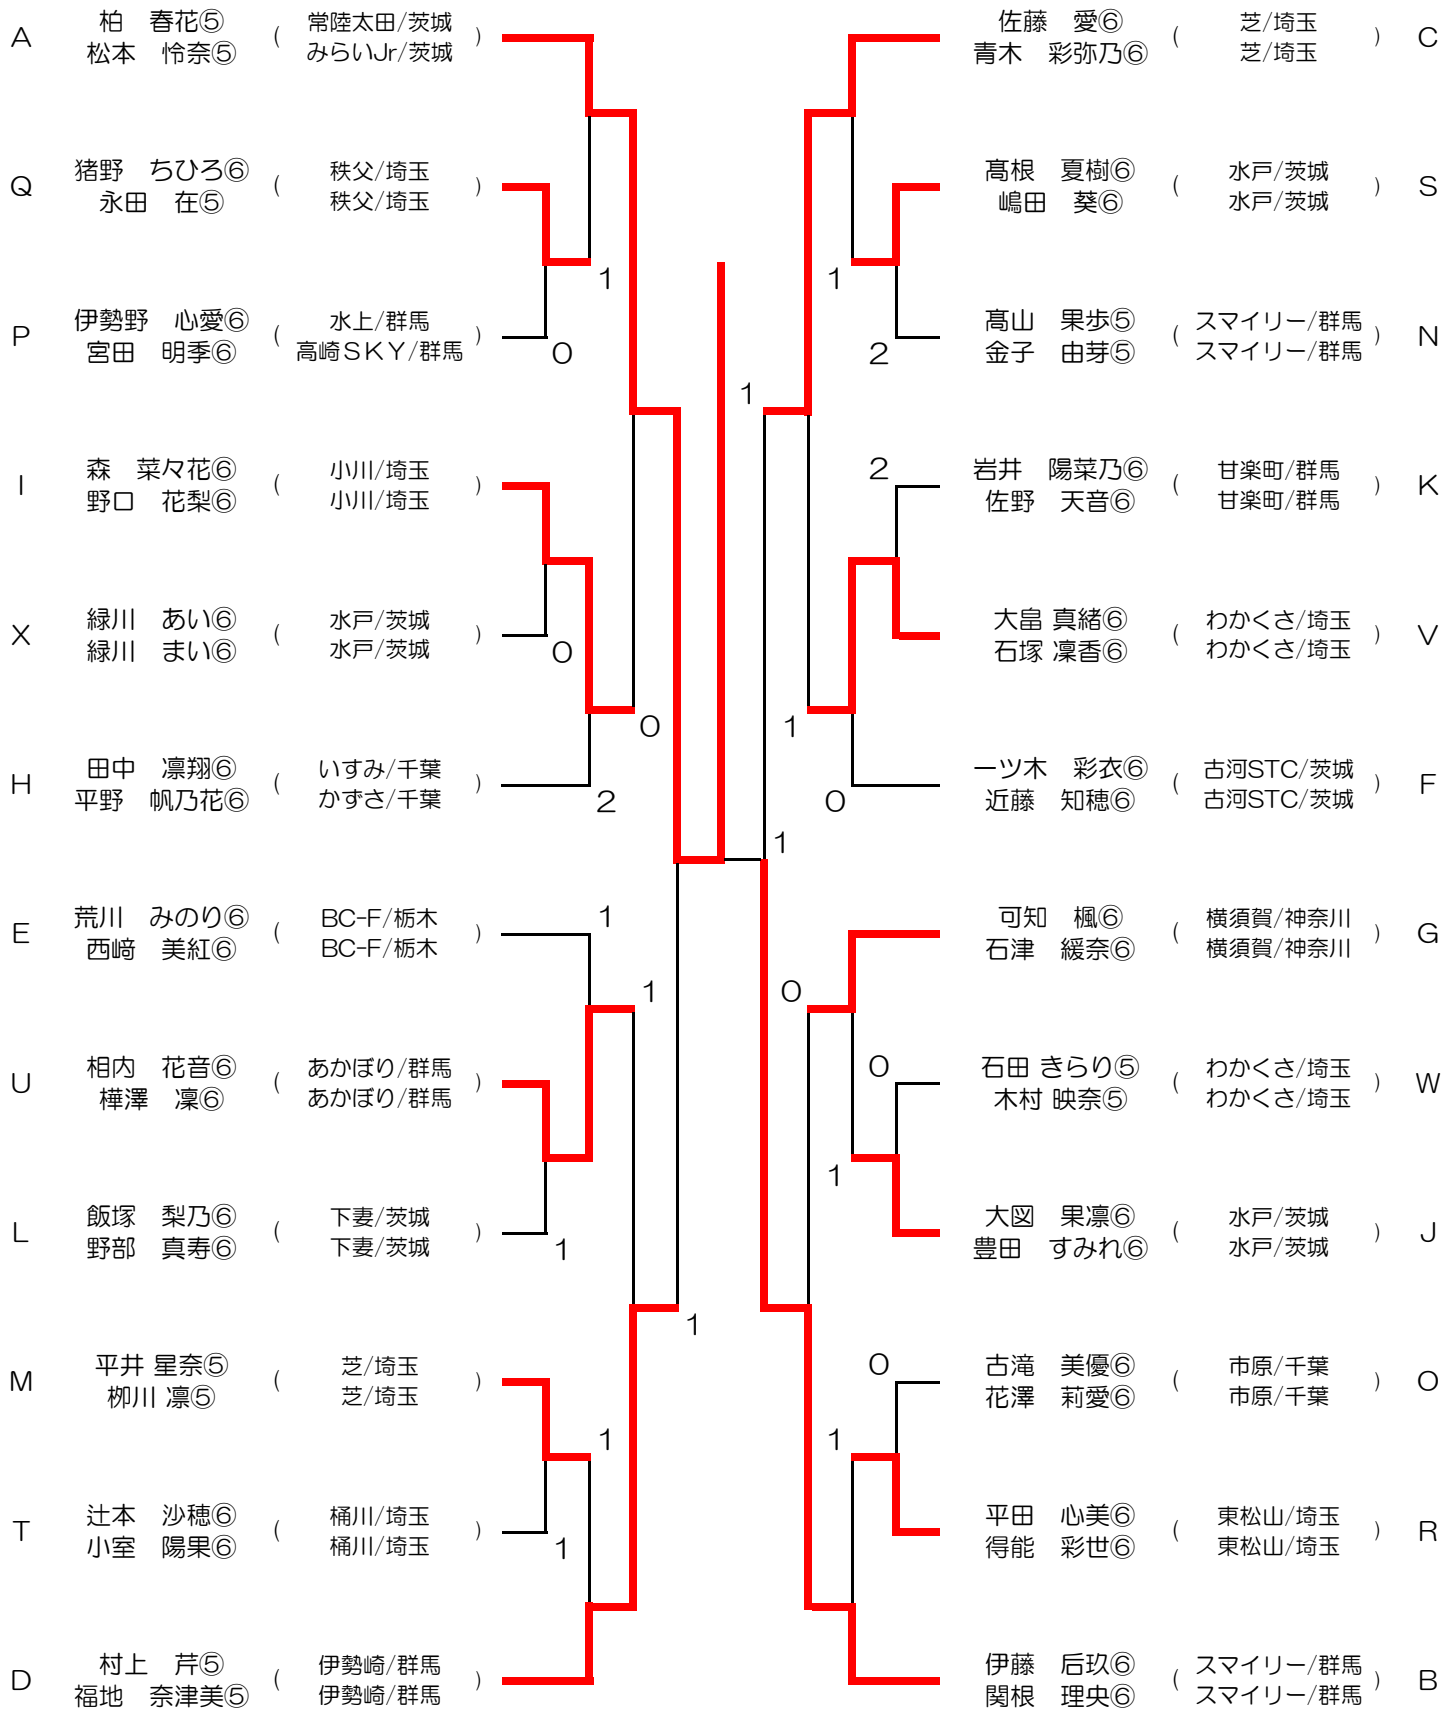 A 柏　春花⑤ ( 常陸太田/茨城 )
松本　怜奈⑤ みらいJr/茨城
Q 猪野　ちひろ⑥ ( 秩父/埼玉 )
永田　在⑤ 秩父/埼玉
1
P 伊勢野　心愛⑥ ( 水上/群馬 )
宮田　明季⑥ 高崎SKY/群馬
0
I 森　菜々花⑥ ( 小川/埼玉 )
野口　花梨⑥ 小川/埼玉
X 緑川　あい⑥ ( 水戸/茨城 )
緑川　まい⑥ 水戸/茨城
0
0
H 田中　凛翔⑥ ( いすみ/千葉 )
平野　帆乃花⑥ かずさ/千葉
2
E 荒川　みのり⑥ ( BC-F/栃木 )
西﨑　美紅⑥ BC-F/栃木
1
1
U 相内　花音⑥ ( あかぼり/群馬 )
樺澤　凜⑥ あかぼり/群馬
L 飯塚　梨乃⑥ ( 下妻/茨城 )
野部　真寿⑥ 下妻/茨城
1
1
M 平井 星奈⑤ ( 芝/埼玉 )
栁川 凛⑤ 芝/埼玉
1
T 辻本　沙穂⑥ ( 桶川/埼玉 )
小室　陽果⑥ 桶川/埼玉
1
D 村上　芹⑤ ( 伊勢崎/群馬 )
福地　奈津美⑤ 伊勢崎/群馬
佐藤　愛⑥ ( 芝/埼玉 ) C
青木　彩弥乃⑥ 芝/埼玉
髙根　夏樹⑥ ( 水戸/茨城 ) S
嶋田　葵⑥ 水戸/茨城
1
髙山　果歩⑤ ( スマイリー/群馬 ) N
金子　由芽⑤ スマイリー/群馬
2
1
2
岩井　陽菜乃⑥ ( 甘楽町/群馬 ) K
佐野　天音⑥ 甘楽町/群馬
大畠 真緒⑥ ( わかくさ/埼玉 ) V
石塚 凜香⑥ わかくさ/埼玉
1
一ツ木　彩衣⑥ ( 古河STC/茨城 ) F
近藤　知穂⑥ 古河STC/茨城
0
1
可知　楓⑥ ( 横須賀/神奈川 ) G
石津　緩奈⑥ 横須賀/神奈川
0
0
石田 きらり⑤ ( わかくさ/埼玉 ) W
木村 映奈⑤ わかくさ/埼玉
1
大図　果凛⑥ ( 水戸/茨城 ) J
豊田　すみれ⑥ 水戸/茨城
0
古滝　美優⑥ ( 市原/千葉 ) O
花澤　莉愛⑥ 市原/千葉
1
平田　心美⑥ ( 東松山/埼玉 ) R
得能　彩世⑥ 東松山/埼玉
伊藤　后玖⑥ ( スマイリー/群馬 ) B
関根　理央⑥ スマイリー/群馬